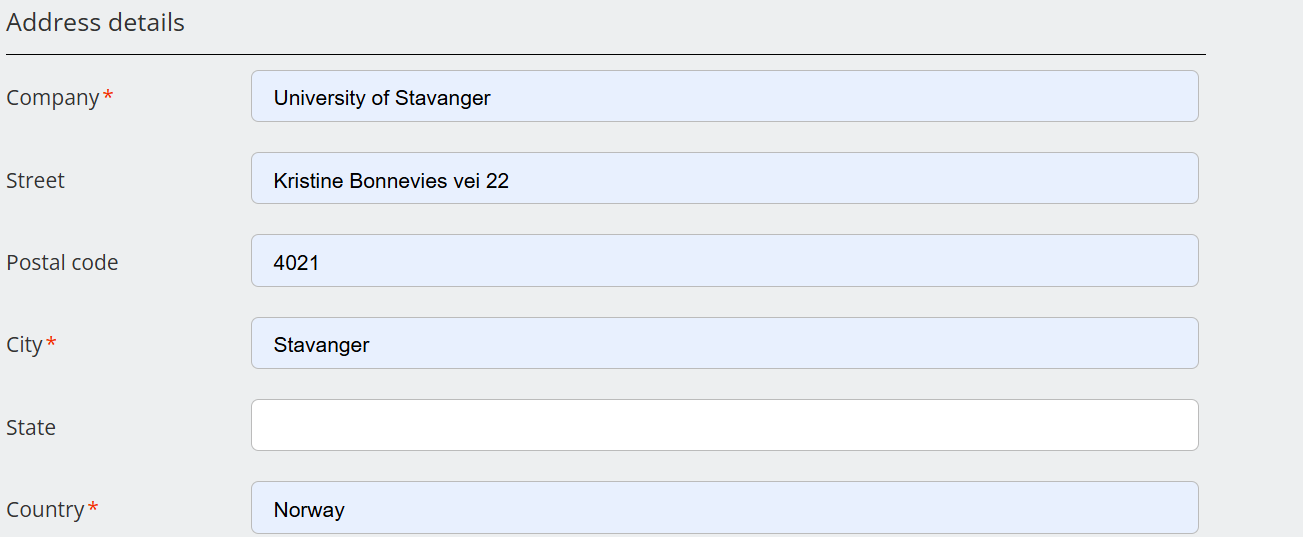 Address details
Company* University of Stavanger
Street Kristine Bonnevies vei 22
Postal code 4021
City* Stavanger
State
Country* Norway